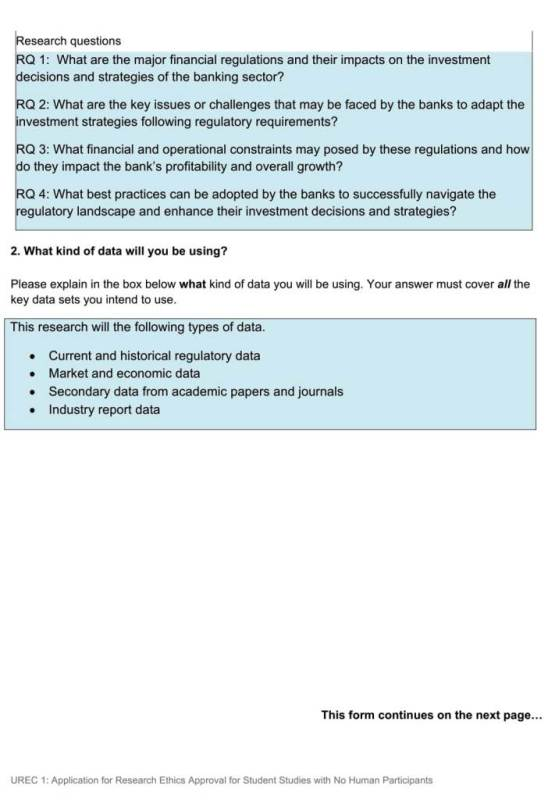 Research questions
RQ 1:  What are the major financial regulations and their impacts on the investment
decisions and strategies of the banking sector?
RQ 2: What are the key issues or challenges that may be faced by the banks to adapt the
investment strategies following regulatory requirements?
RQ 3: What financial and operational constraints may posed by these regulations and how
do they impact the bank's profitability and overall growth?
RQ 4: What best practices can be adopted by the banks to successfully navigate the
regulatory landscape and enhance their investment decisions and strategies?
2. What kind of data will you be using?
Please explain in the box below what kind of data you will be using. Your answer must cover all the
key data sets you intend to use.
This research will the following types of data.
• Current and historical regulatory data
• Market and economic data
• Secondary data from academic papers and journals
• Industry report data
This form continues on the next page…
UREC 1: Application for Research Ethics Approval for Student Studies with No Human Participants